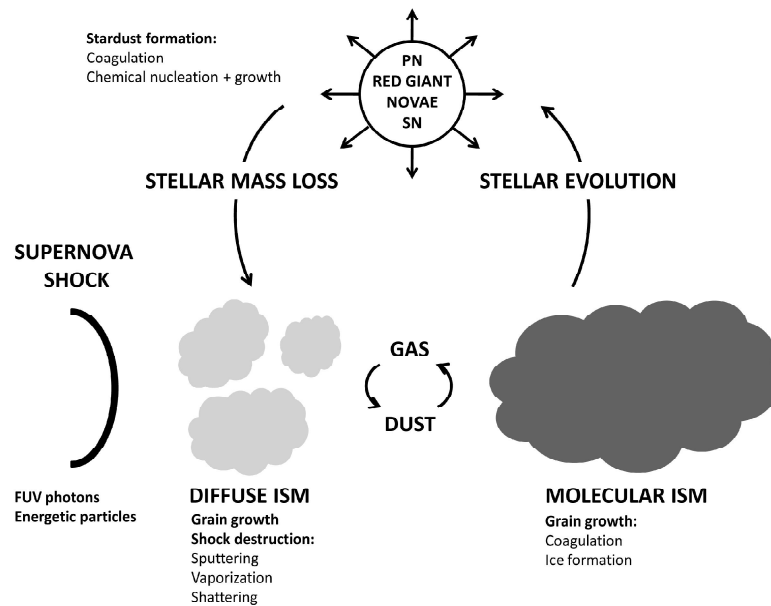 Stardust formation:
Coagulation
Chemical nucleation + growth
PN
RED GIANT
NOVAE
SN
STELLAR MASS LOSS
STELLAR EVOLUTION
SUPERNOVA
SHOCK
GAS
DUST
FUV photons
Energetic particles
DIFFUSE ISM
Grain growth
Shock destruction:
Sputtering
Vaporization
Shattering
MOLECULAR ISM
Grain growth:
Coagulation
Ice formation